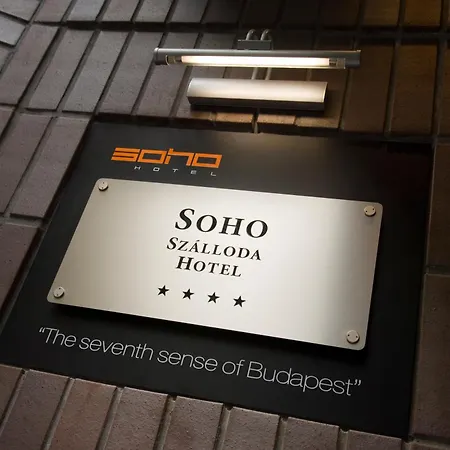 soho
HOTEL
SOHO
SZÁLLODA
HOTEL
★ ★ ★ ★
“The seventh sense of Budapest”